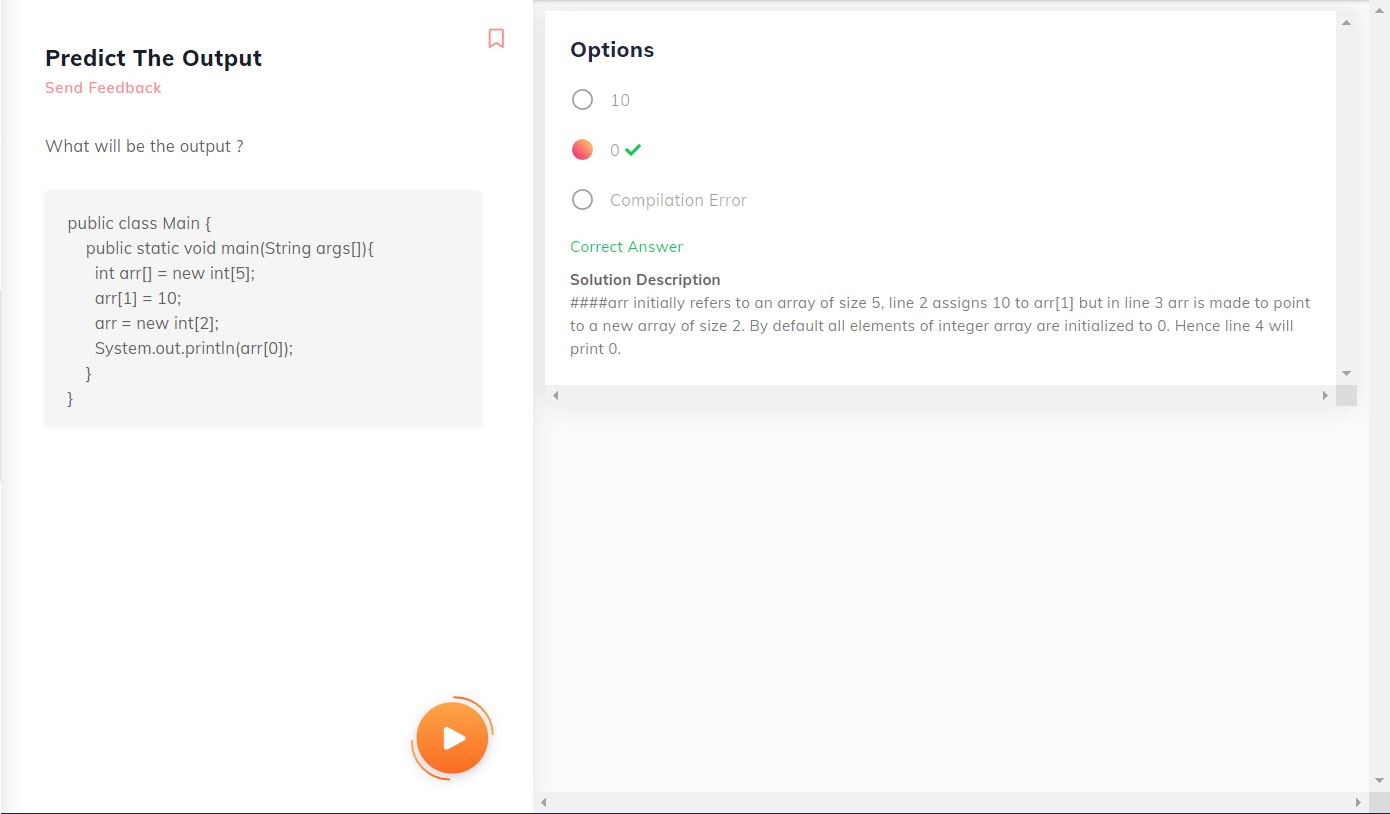 Predict The Output
Send Feedback
What will be the output ?
public class Main {
public static void main(String args[]){
int arr[] = new int[5];
arr[1] = 10;
arr = new int[2];
System.out.println(arr[0]);
}
}
Options
10
0
Compilation Error
Correct Answer
Solution Description
####arr initially refers to an array of size 5, line 2 assigns 10 to arr[1] but in line 3 arr is made to point
to a new array of size 2. By default all elements of integer array are initialized to 0. Hence line 4 will
print 0.